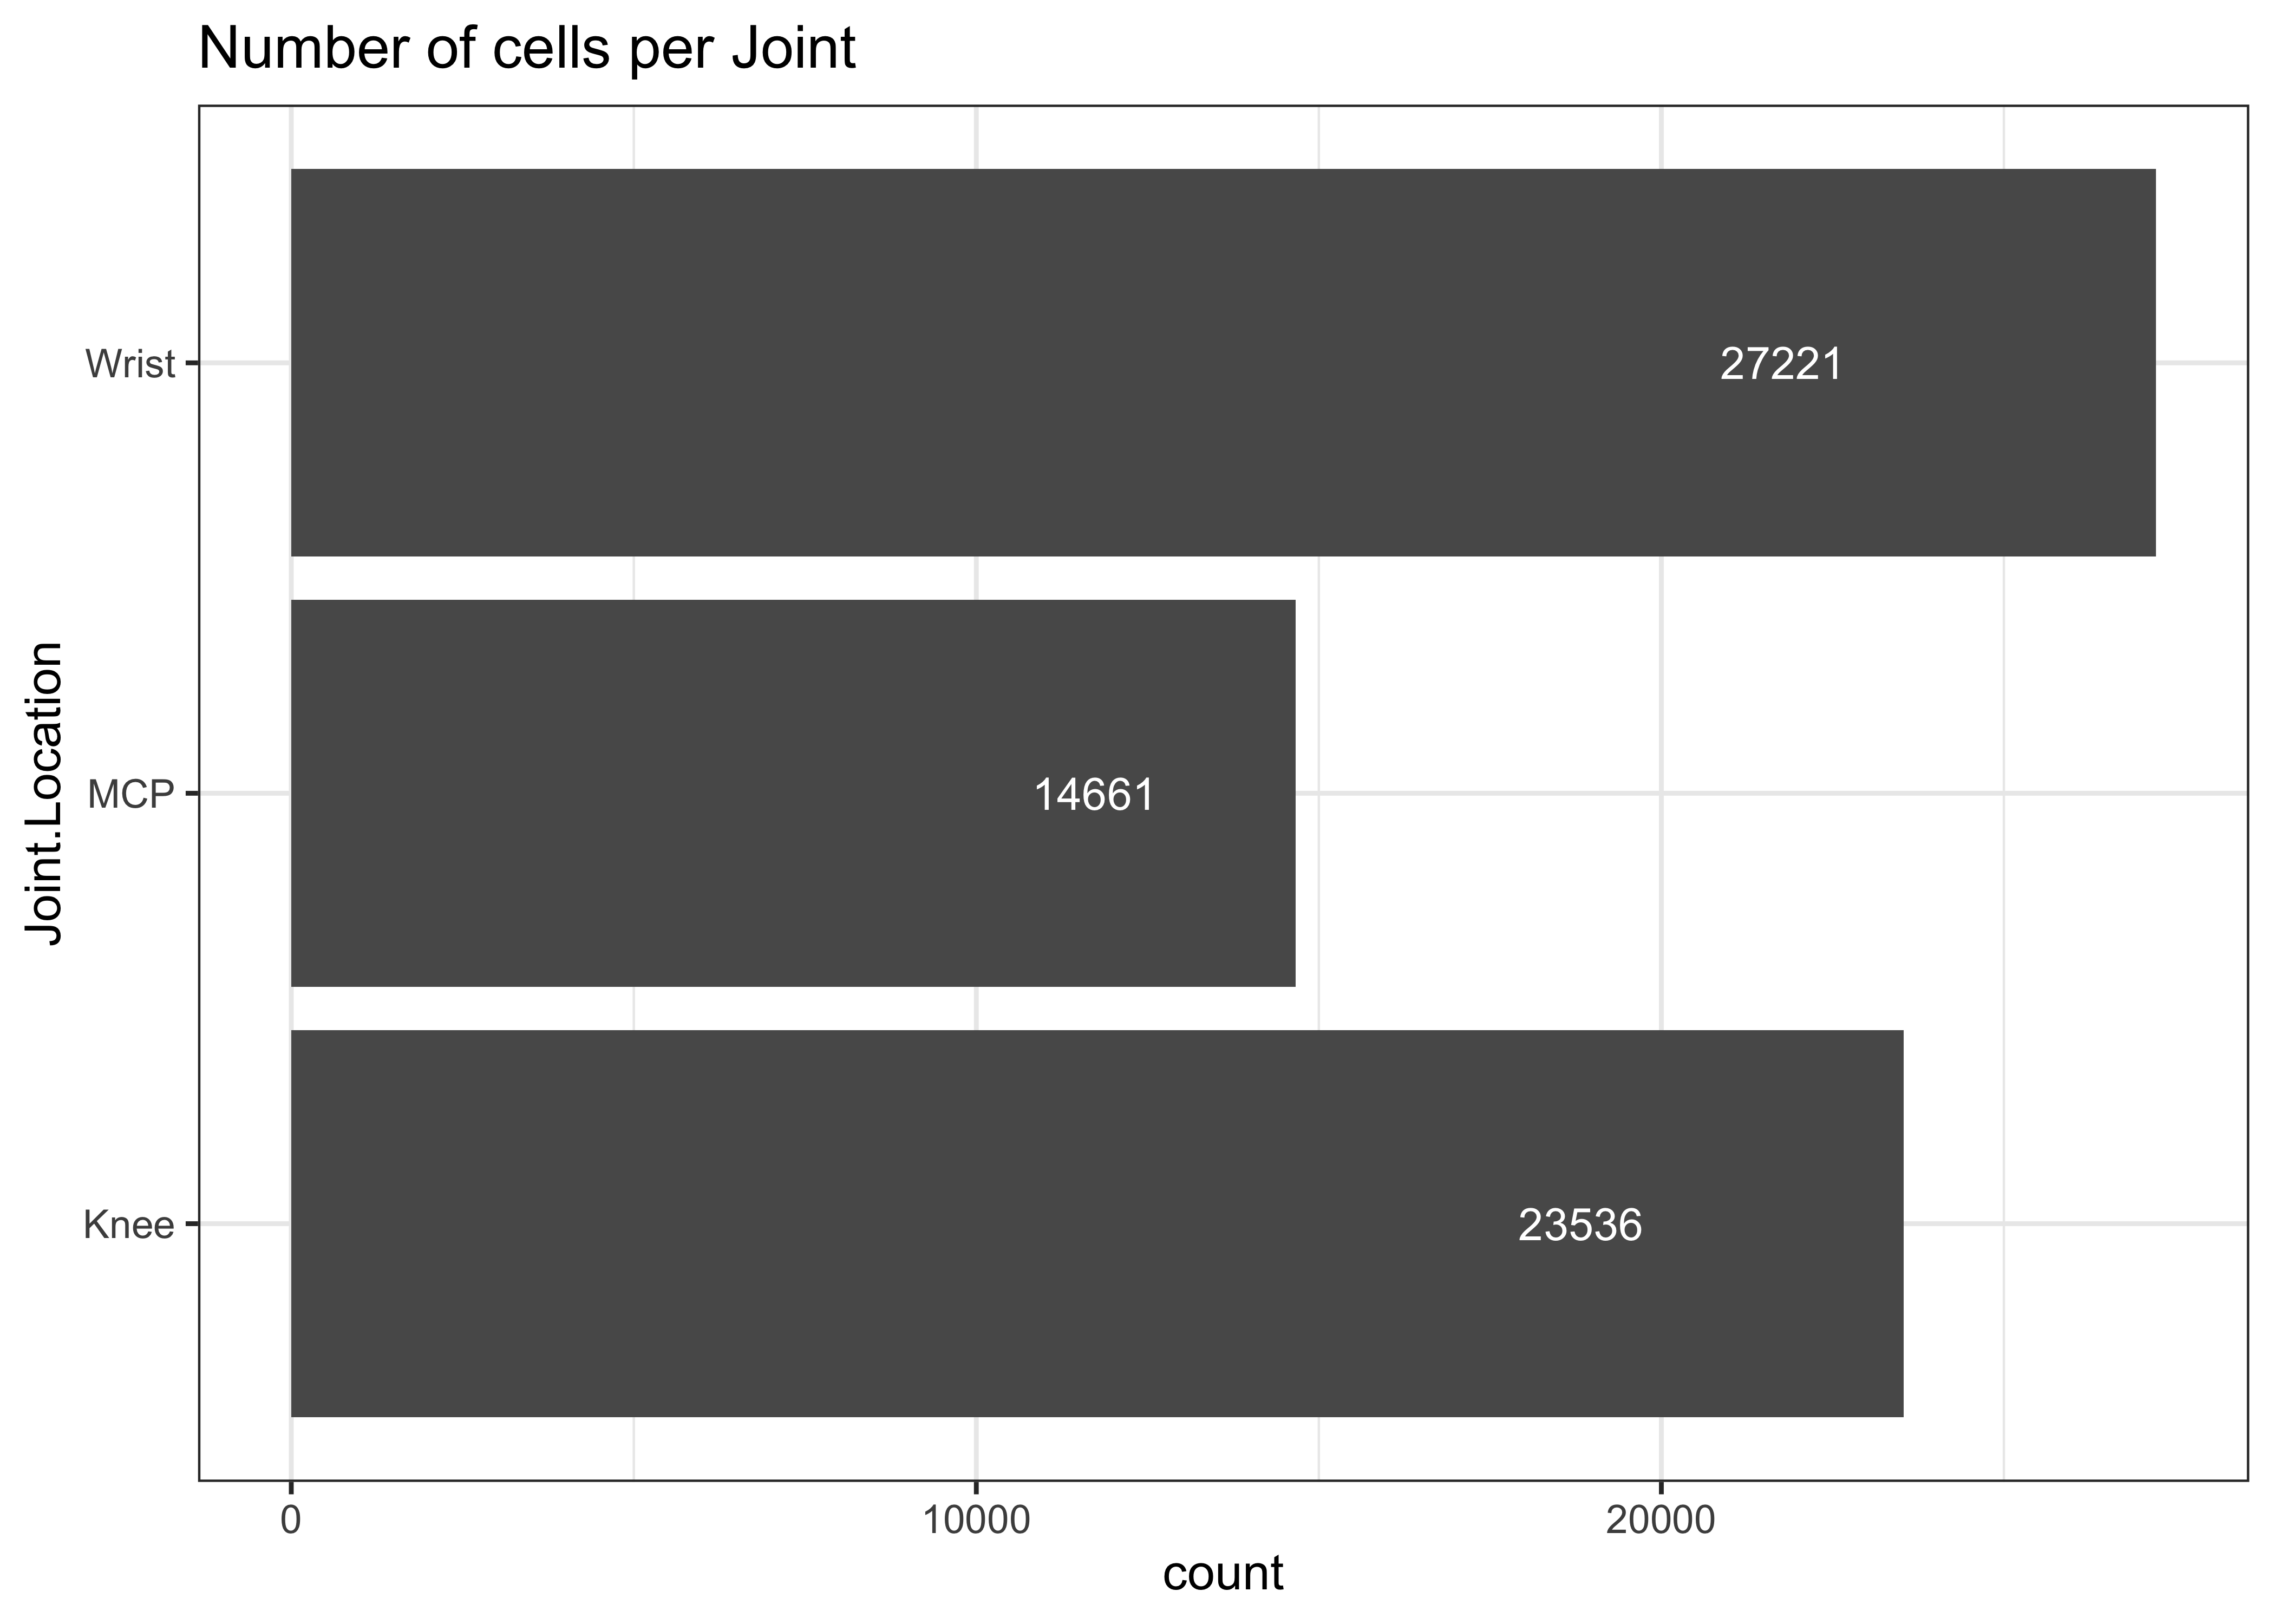 Number of cells per Joint
Joint.Location
Wrist
27221
MCP
14661
Knee
23536
0
10000
20000
count